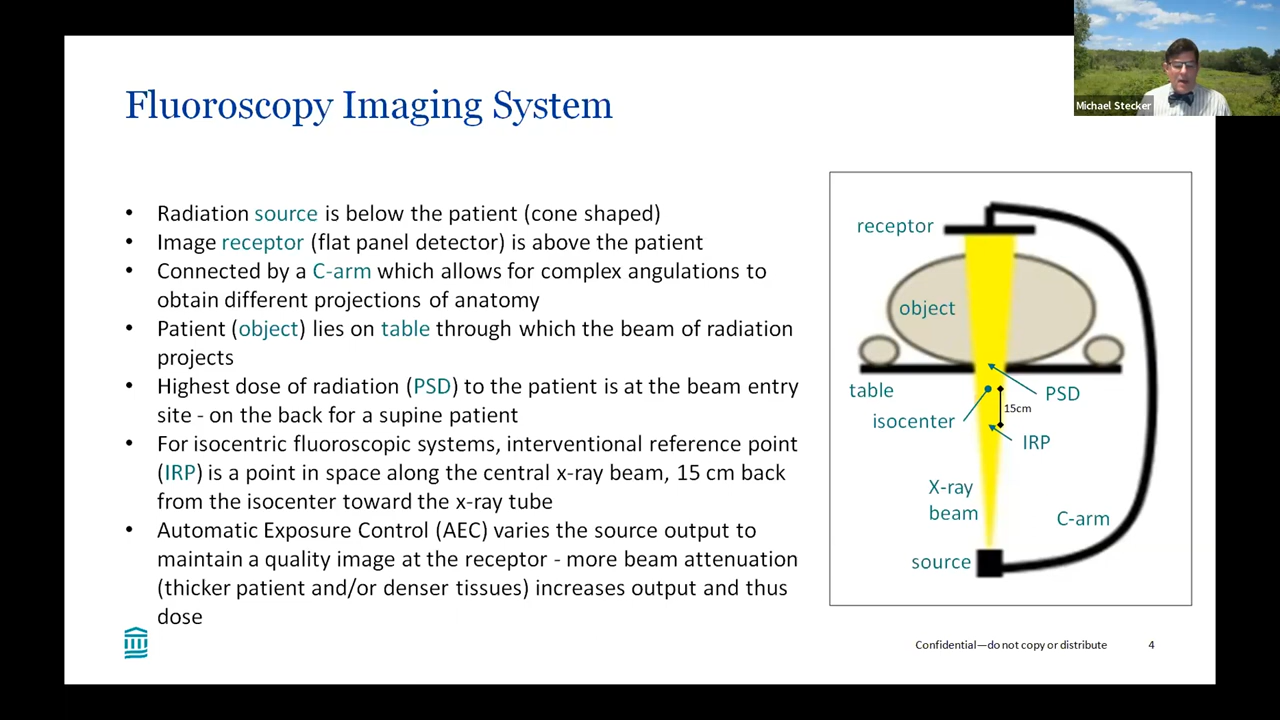 Michael Stecker
Fluoroscopy Imaging System
• Radiation source is below the patient (cone shaped)
• Image receptor (flat panel detector) is above the patient
• Connected by a C-arm which allows for complex angulations to
obtain different projections of anatomy
• Patient (object) lies on table through which the beam of radiation
projects
• Highest dose of radiation (PSD) to the patient is at the beam entry
site - on the back for a supine patient
• For isocentric fluoroscopic systems, interventional reference point
(IRP) is a point in space along the central x-ray beam, 15 cm back
from the isocenter toward the x-ray tube
• Automatic Exposure Control (AEC) varies the source output to
maintain a quality image at the receptor - more beam attenuation
(thicker patient and/or denser tissues) increases output and thus
dose
receptor
object
table
PSD
isocenter
15cm
IRP
X-ray
beam
C-arm
source
Confidential—do not copy or distribute
4